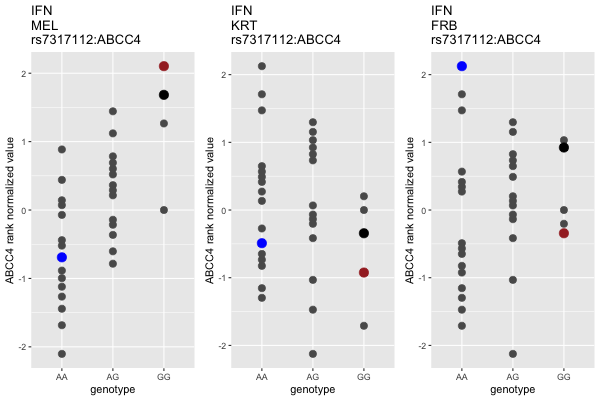 IFN
MEL
rs7317112:ABCC4
ABCC4 rank normalized value
2
1
0
-1
-2
AA
AG
GG
genotype
IFN
KRT
rs7317112:ABCC4
ABCC4 rank normalized value
2
1
0
-1
-2
AA
AG
GG
genotype
IFN
FRB
rs7317112:ABCC4
ABCC4 rank normalized value
2
1
0
-1
-2
AA
AG
GG
genotype